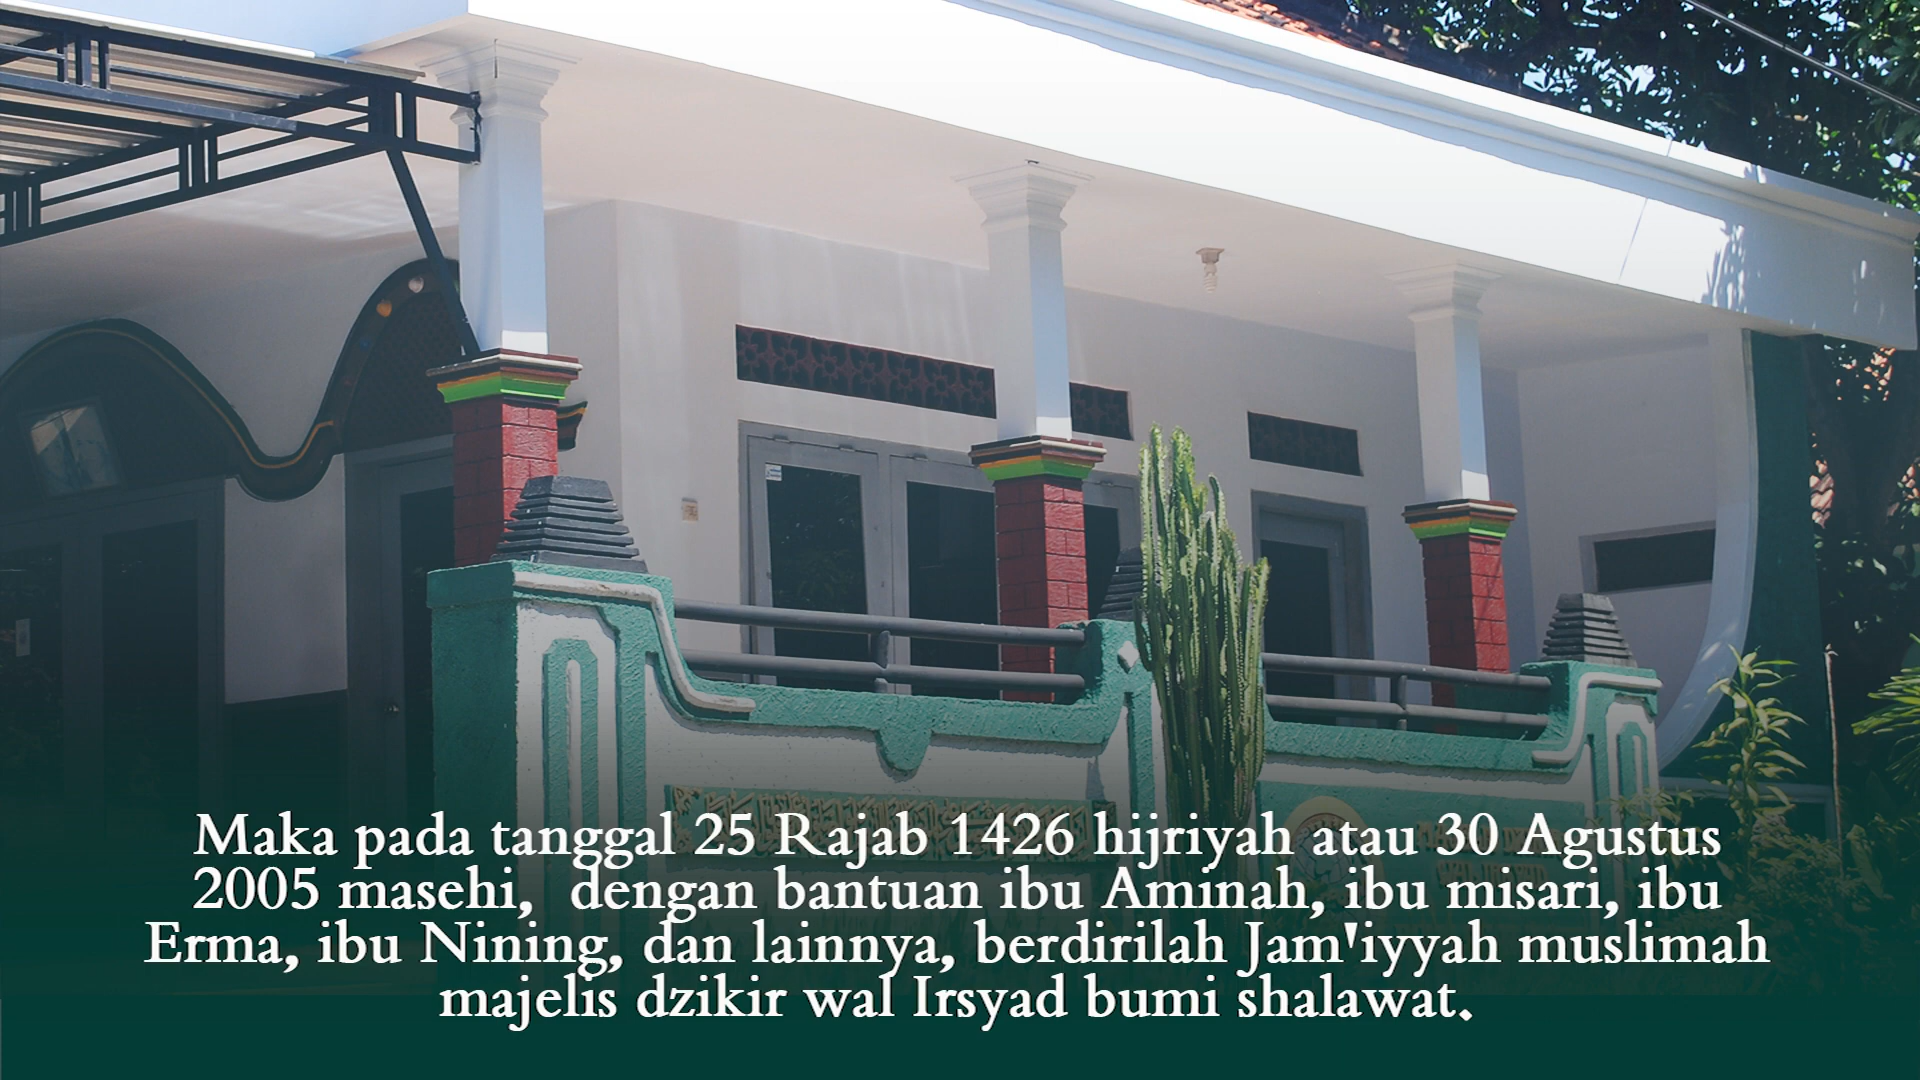 Maka pada tanggal 25 Rajab 1426 hijriyah atau 30 Agustus
2005 masehi,  dengan bantuan ibu Aminah, ibu misari, ibu
Erma, ibu Nining, dan lainnya, berdirilah Jam'iyyah muslimah
majelis dzikir wal Irsyad bumi shalawat.